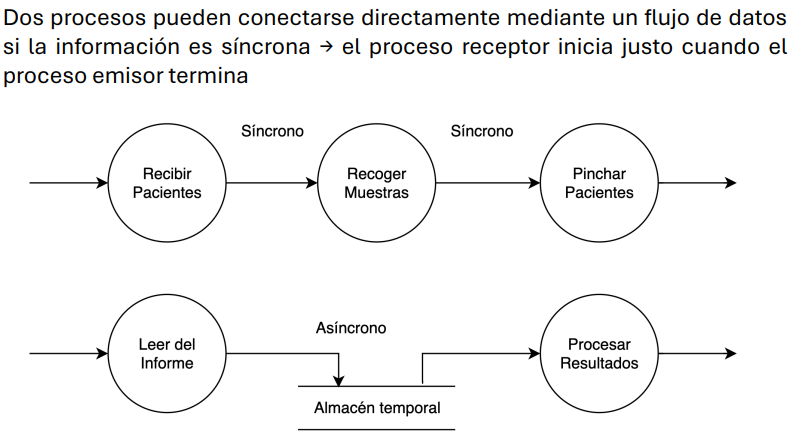 Dos procesos pueden conectarse directamente mediante un flujo de datos
si la información es síncrona → el proceso receptor inicia justo cuando el
proceso emisor termina
Síncrono
Síncrono
Recibir
Pacientes
Recoger
Muestras
Pinchar
Pacientes
Asíncrono
Leer del
Informe
Procesar
Resultados
Almacén temporal